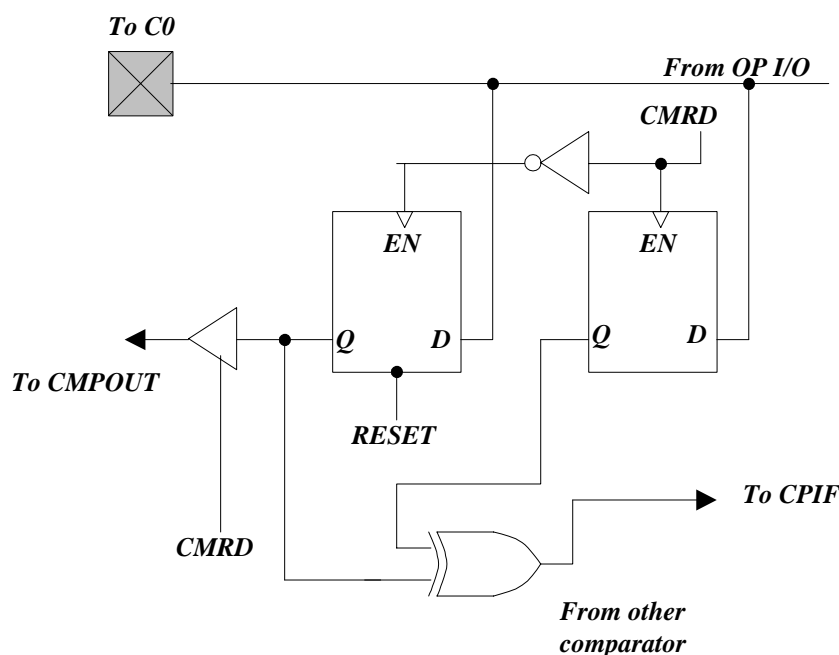 To C0
From OP I/O
CMRD
EN
EN
Q
D
Q
D
To CMPOUT
RESET
To CPIF
CMRD
From other
comparator